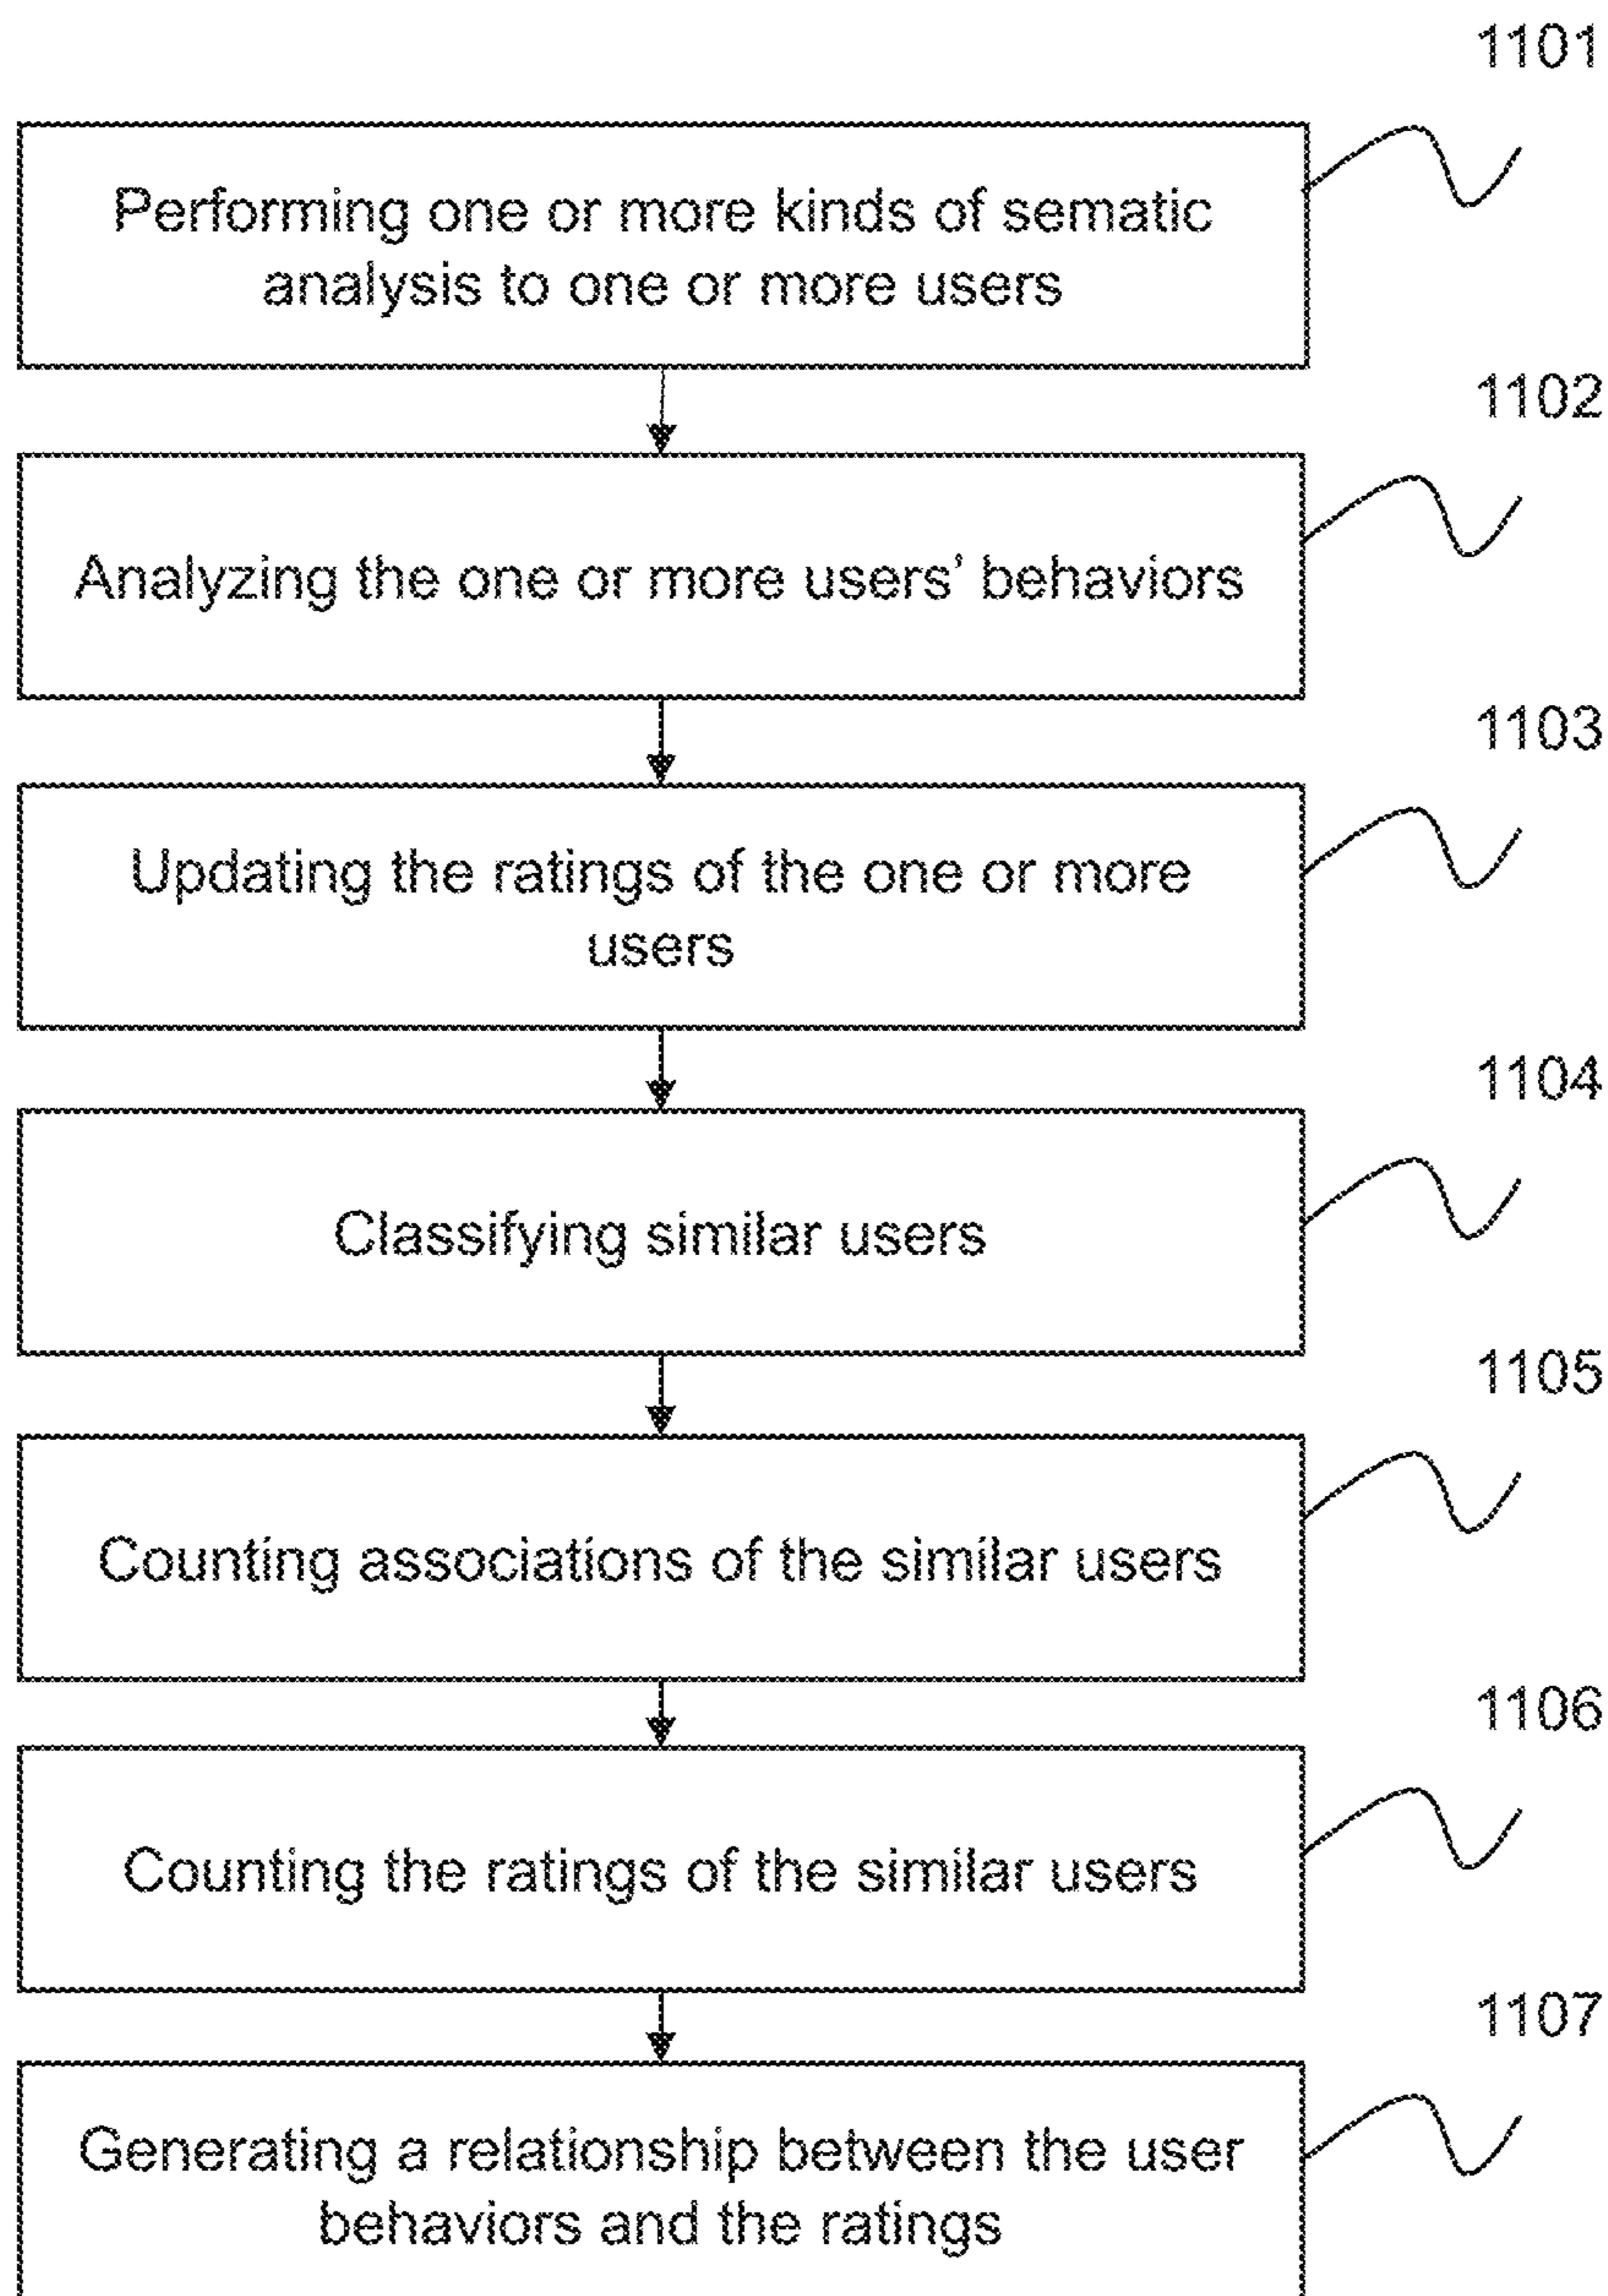 1101
Performing one or more kinds of sematic
analysis to one or more users
1102
Analyzing the one or more users’ behaviors
1103
Updating the ratings of the one or more
users
1104
Classifying similar users
1105
Counting associations of the similar users
1106
Counting the ratings of the similar users
1107
Generating a relationship between the user
behaviors and the ratings